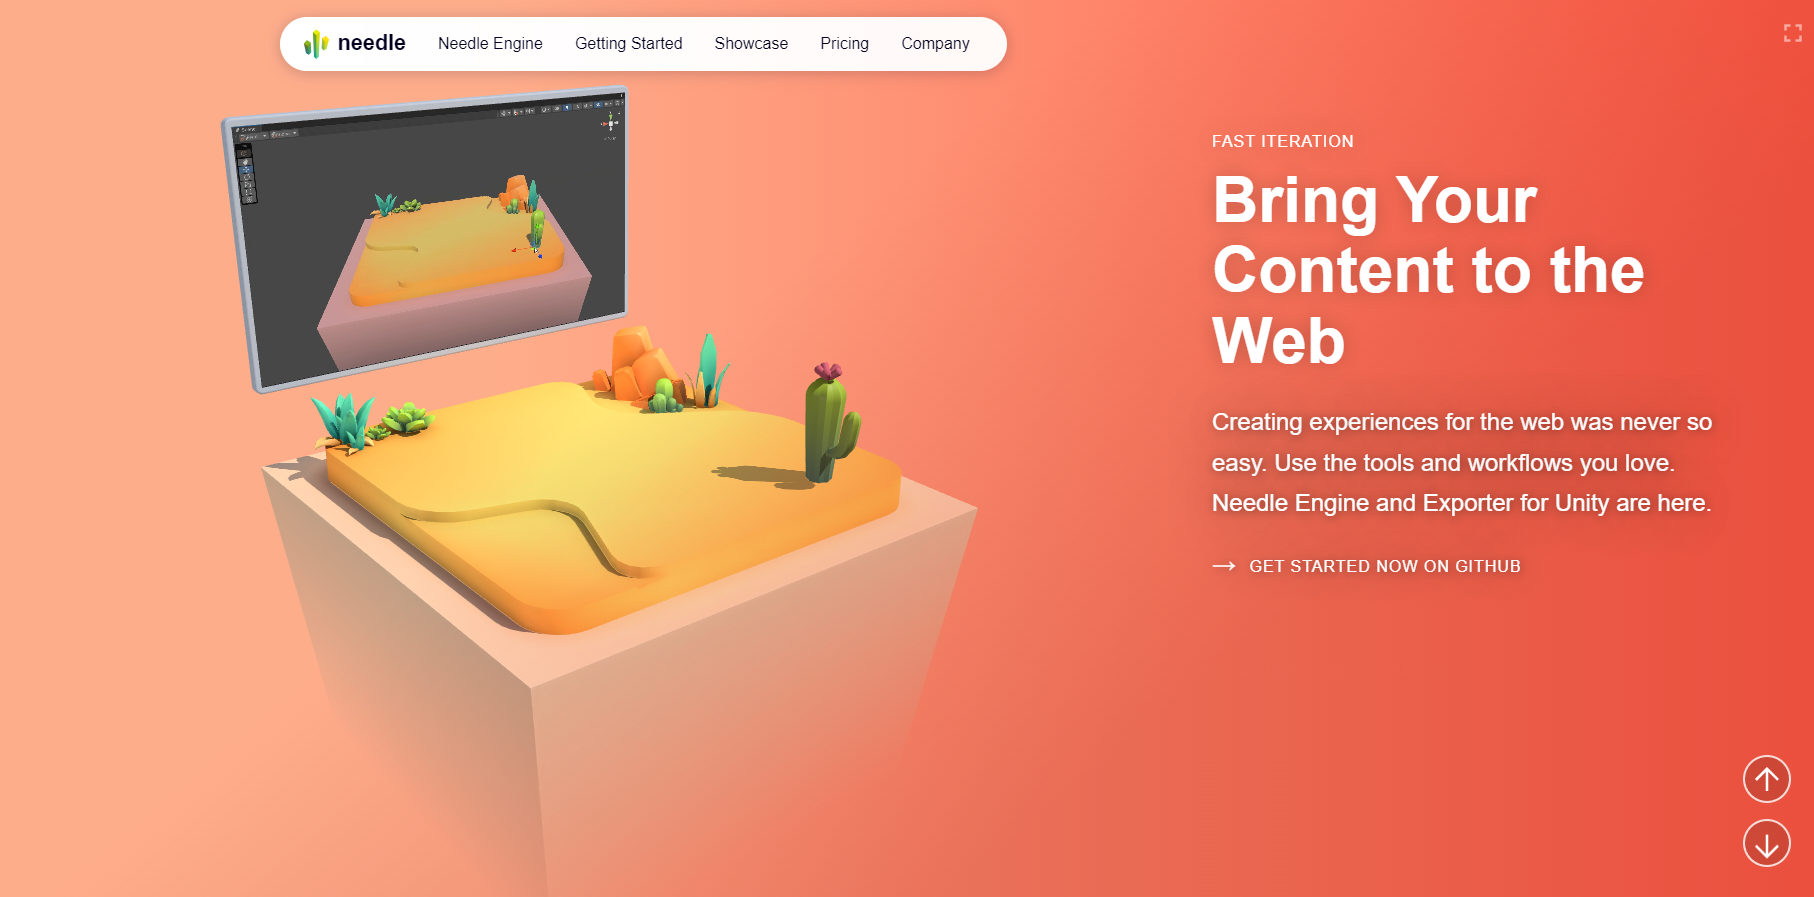 needle Needle Engine Getting Started Showcase Pricing Company
FAST ITERATION
Bring Your
Content to the
Web
Creating experiences for the web was never so
easy. Use the tools and workflows you love.
Needle Engine and Exporter for Unity are here.
→ GET STARTED NOW ON GITHUB